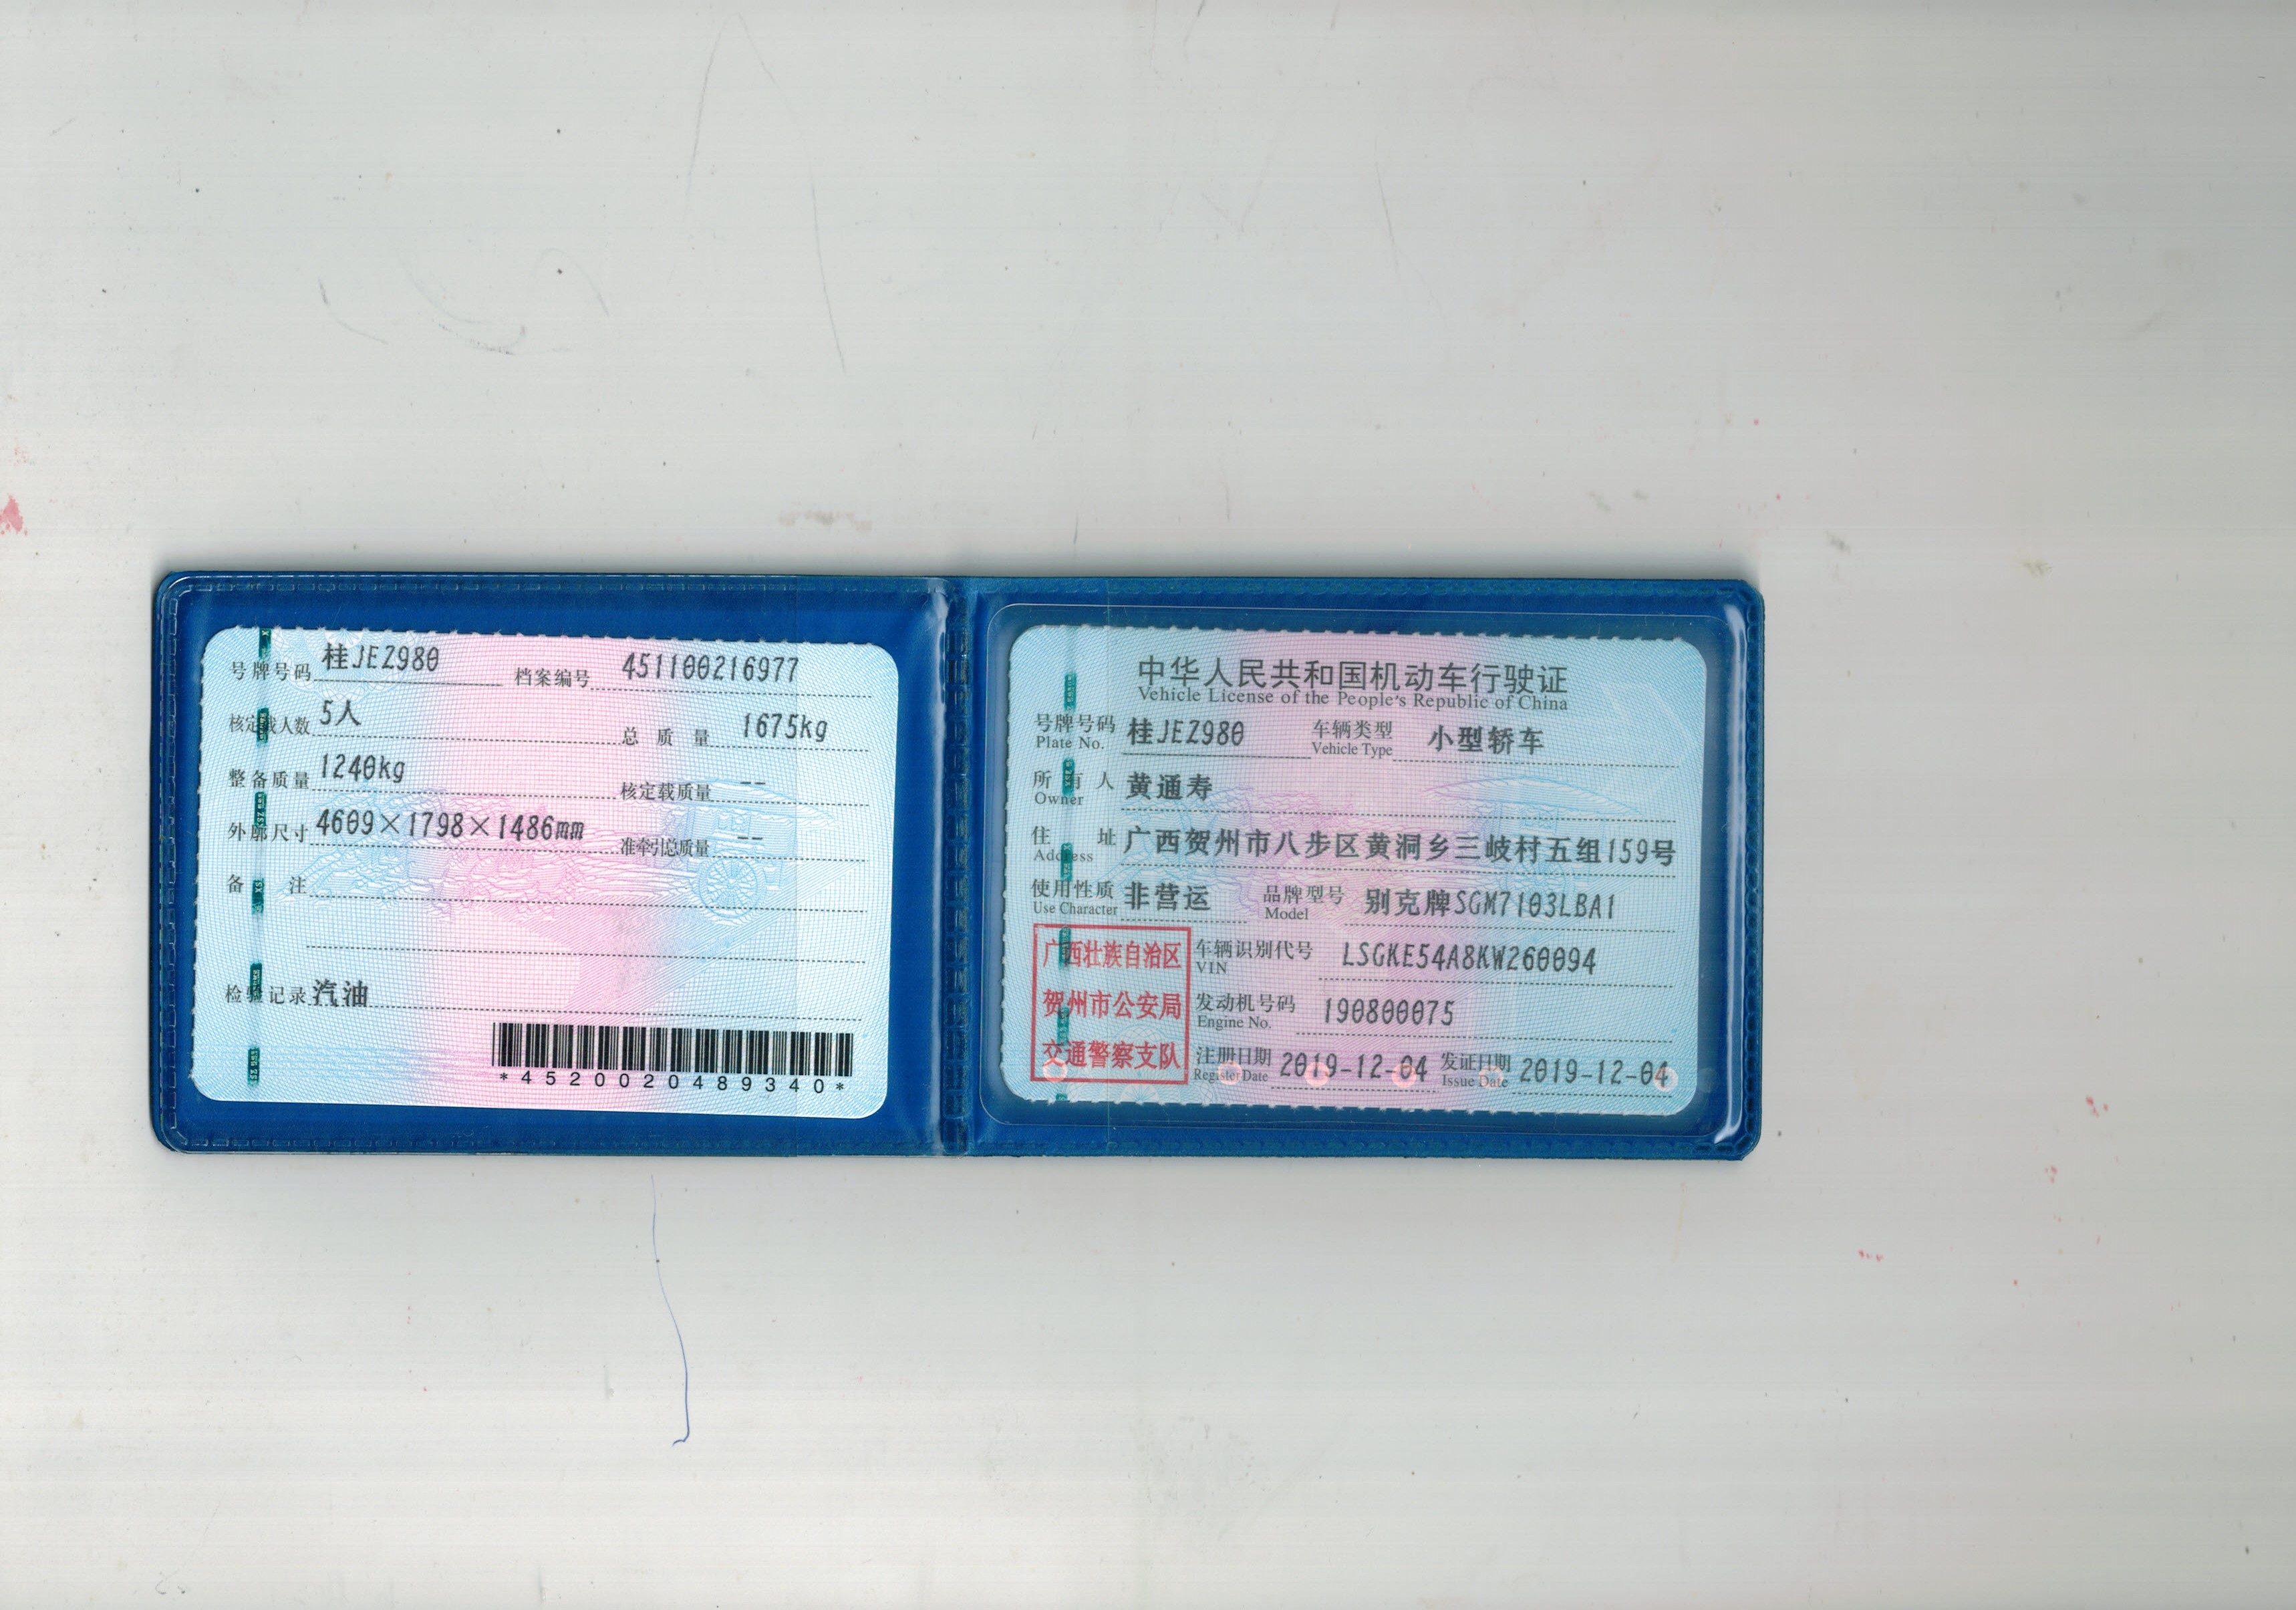 号牌号码 桂JEZ980 档案编号 451100216977
核定载人数 5人 总质量 1675kg
整备质量 1240kg 核定载质量 --
外廓尺寸 4609×1798×1486mm 准牵引总质量 --
备注
检验记录 汽油
*4520020489340*
中华人民共和国机动车行驶证
Vehicle License of the People's Republic of China
号牌号码 桂JEZ980 车辆类型 小型轿车
Plate No. Vehicle Type
所有人 黄通寿
Owner
住址 广西贺州市八步区黄洞乡三岐村五组159号
Address
使用性质 非营运 品牌型号 别克牌SGM7103LBA1
Use Character Model
广西壮族自治区
贺州市公安局
交通警察支队
车辆识别代号 LSGKE54A8KW260094
VIN
发动机号码 190800075
Engine No.
注册日期 2019-12-04 发证日期 2019-12-04
Register Date Issue Date